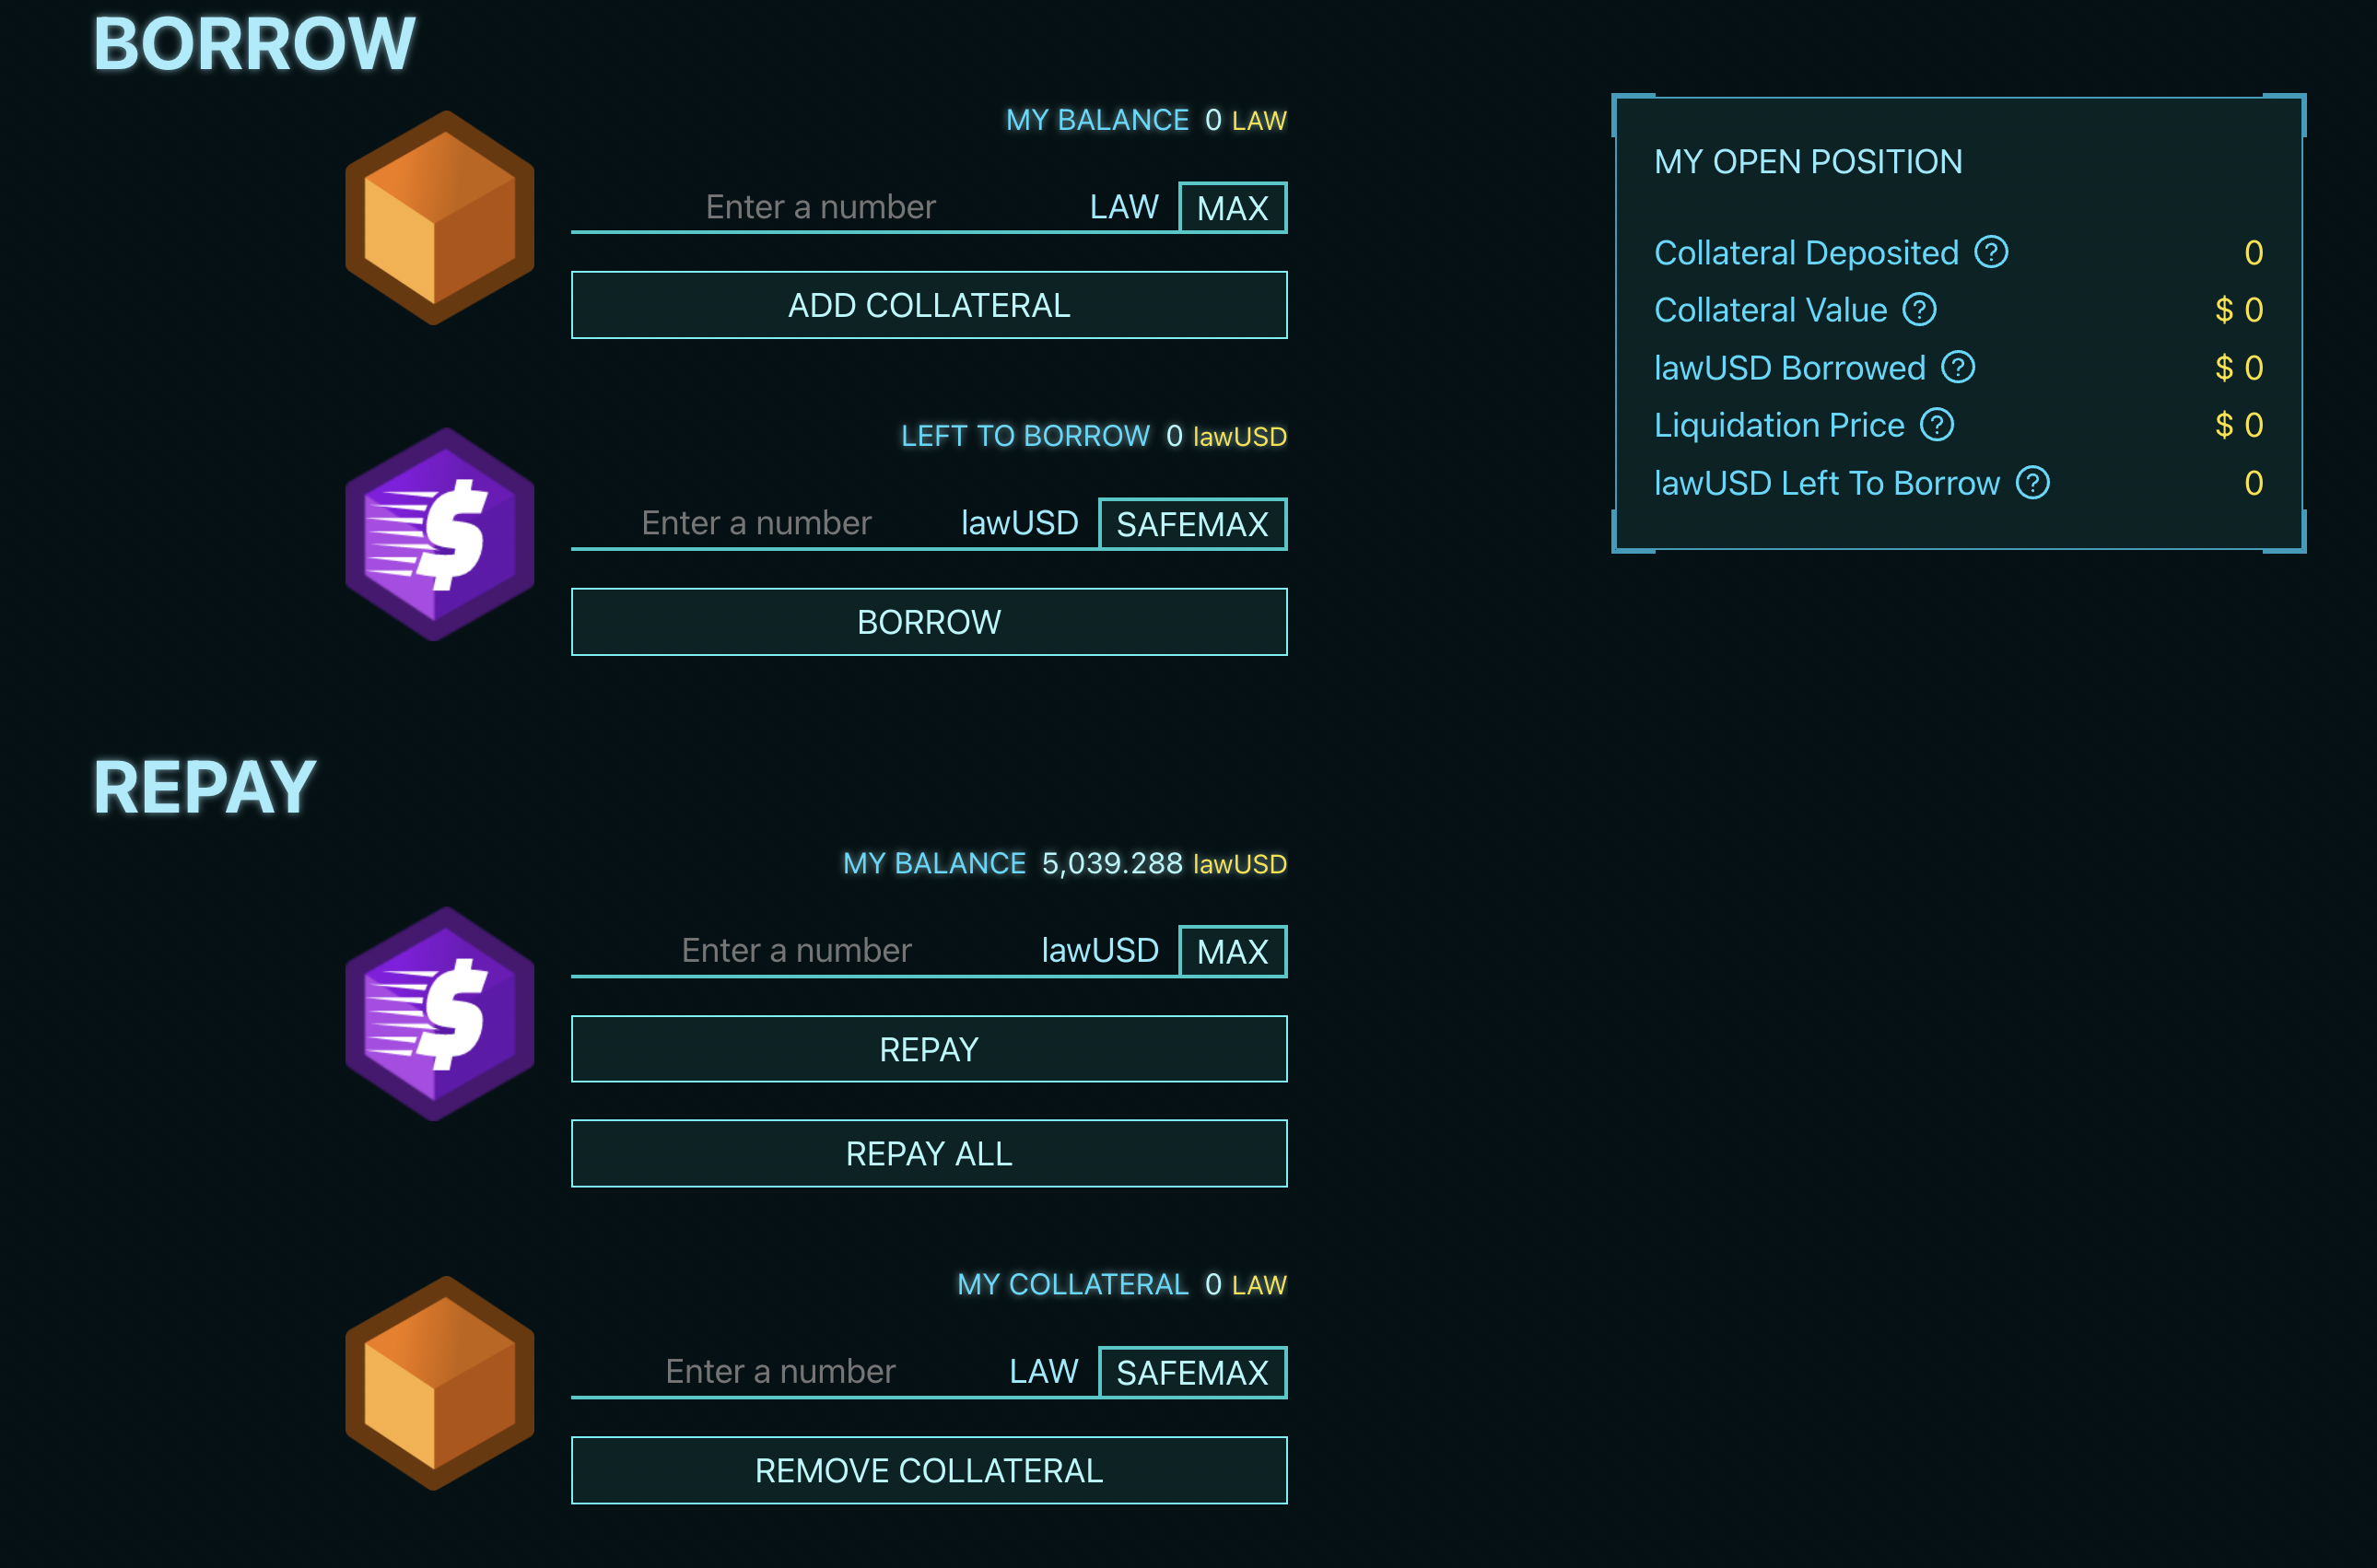 BORROW
MY BALANCE 0 LAW
Enter a number LAW MAX
ADD COLLATERAL
LEFT TO BORROW 0 lawUSD
Enter a number lawUSD SAFEMAX
BORROW
MY OPEN POSITION
Collateral Deposited ? 0
Collateral Value ? $ 0
lawUSD Borrowed ? $ 0
Liquidation Price ? $ 0
lawUSD Left To Borrow ? 0
REPAY
MY BALANCE 5,039.288 lawUSD
Enter a number lawUSD MAX
REPAY
REPAY ALL
MY COLLATERAL 0 LAW
Enter a number LAW SAFEMAX
REMOVE COLLATERAL